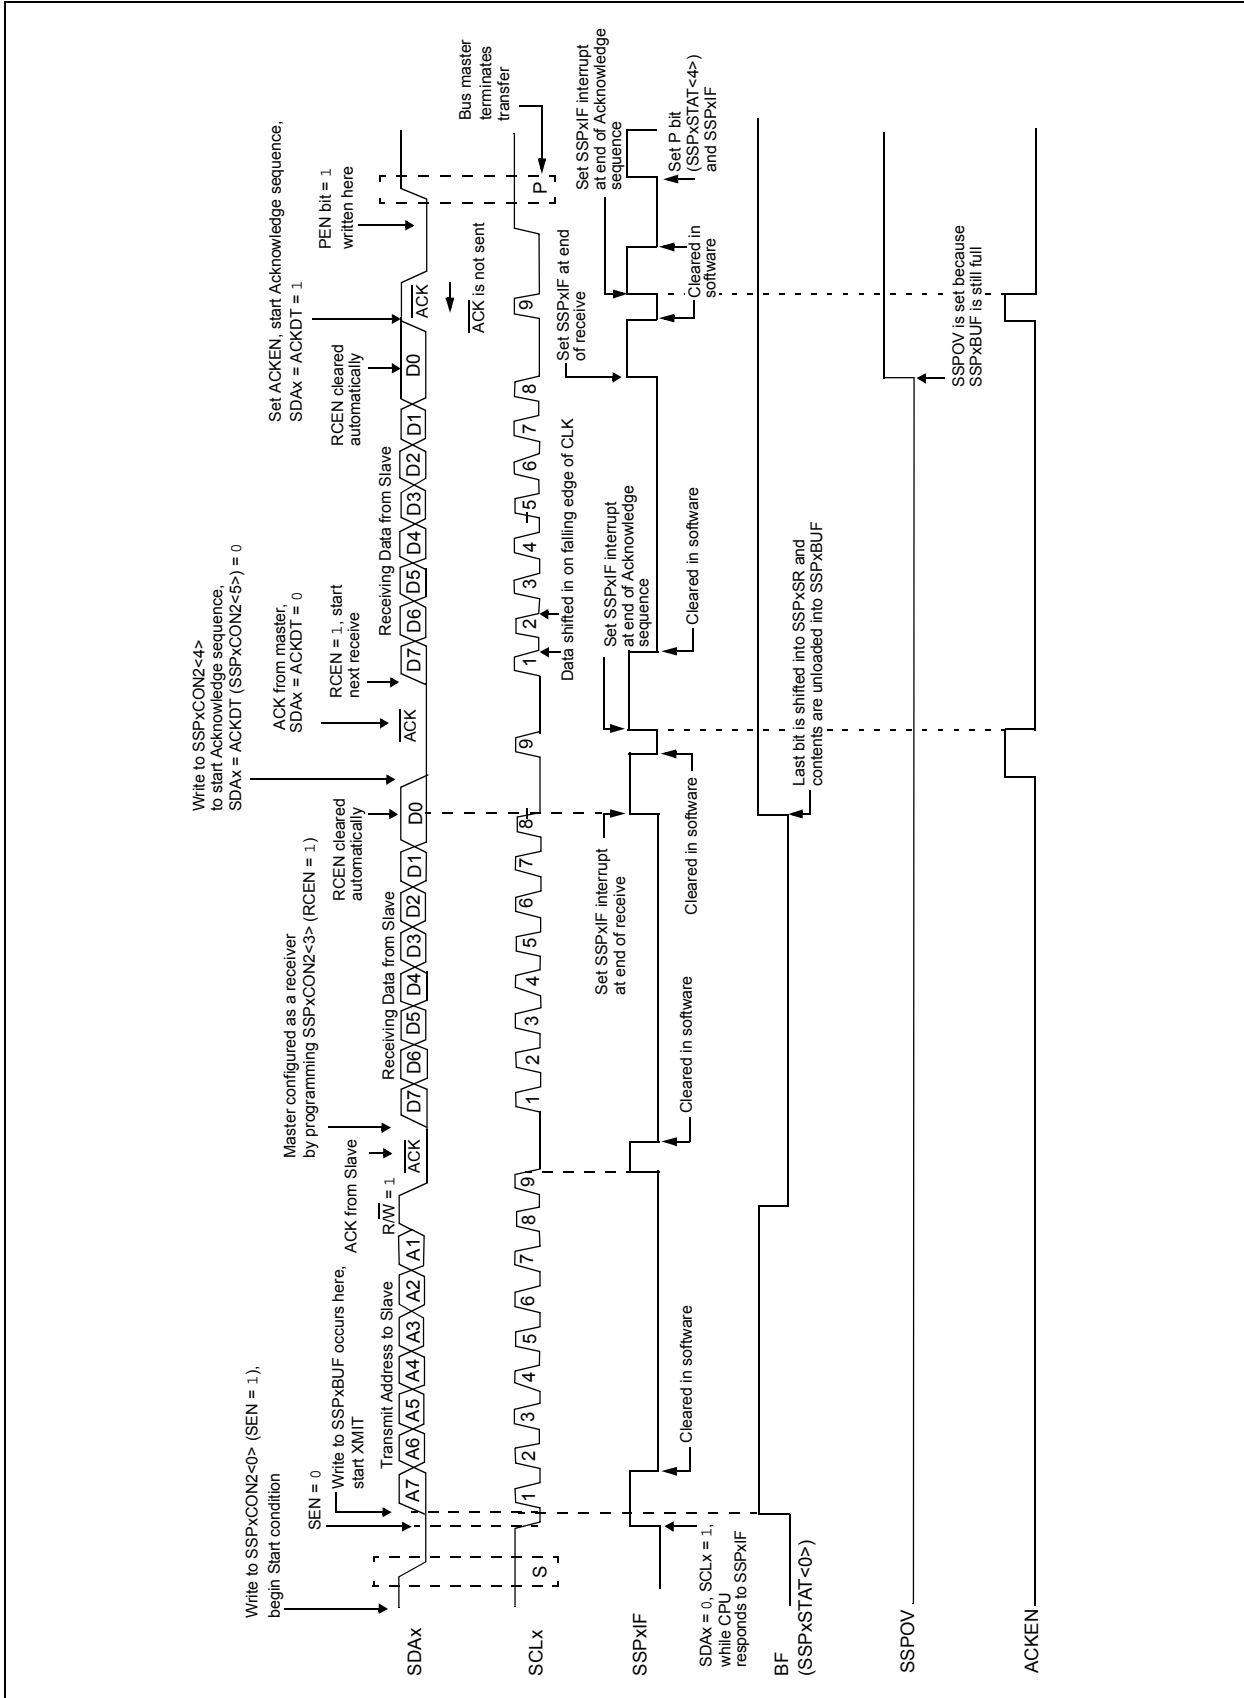 Write to SSPxCON2<4>
to start Acknowledge sequence,
SDAx = ACKDT (SSPxCON2<5>) = 0
Set ACKEN, start Acknowledge sequence,
SDAx = ACKDT = 1
Write to SSPxCON2<0> (SEN = 1),
begin Start condition
Master configured as a receiver
by programming SSPxCON2<3> (RCEN = 1)
ACK from master,
SDAx = ACKDT = 0
PEN bit = 1
written here
SEN = 0
Write to SSPxBUF occurs here,
start XMIT
ACK from Slave
RCEN cleared
automatically
RCEN = 1, start
next receive
RCEN cleared
automatically
Transmit Address to Slave
R/W = 1
Receiving Data from Slave
Receiving Data from Slave
SDAx
A7 A6 A5 A4 A3 A2 A1
ACK
D7 D6 D5 D4 D3 D2 D1 D0
ACK
D7 D6 D5 D4 D3 D2 D1 D0
ACK
ACK is not sent
Bus master
terminates
transfer
SCLx
S
1 2 3 4 5 6 7 8 9
1 2 3 4 5 6 7 8
9
1 2 3 4 5 6 7 8
9
P
Data shifted in on falling edge of CLK
Set SSPxIF at end
of receive
Set SSPxIF interrupt
at end of Acknowledge
sequence
Set SSPxIF interrupt
at end of receive
Set SSPxIF interrupt
at end of Acknowledge
sequence
SSPxIF
SDAx = 0, SCLx = 1,
while CPU
responds to SSPxIF
Cleared in software
Cleared in software
Cleared in software
Cleared in software
Cleared in
software
Set P bit
(SSPxSTAT<4>)
and SSPxIF
BF
(SSPxSTAT<0>)
Last bit is shifted into SSPxSR and
contents are unloaded into SSPxBUF
SSPOV
SSPOV is set because
SSPxBUF is still full
ACKEN